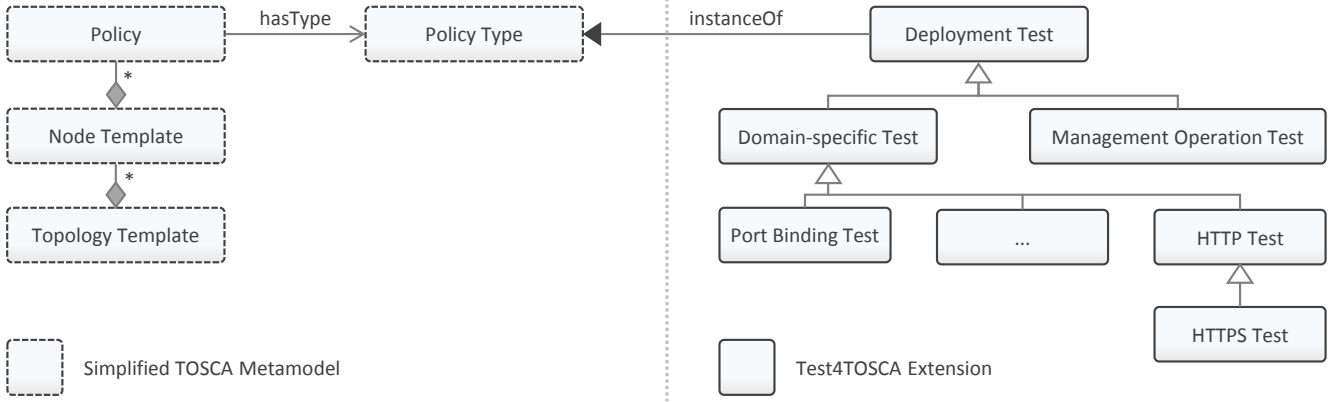 Policy
hasType
Policy Type
instanceOf
Deployment Test
*
Node Template
Domain-specific Test
Management Operation Test
*
Topology Template
Port Binding Test
...
HTTP Test
HTTPS Test
Simplified TOSCA Metamodel
Test4TOSCA Extension